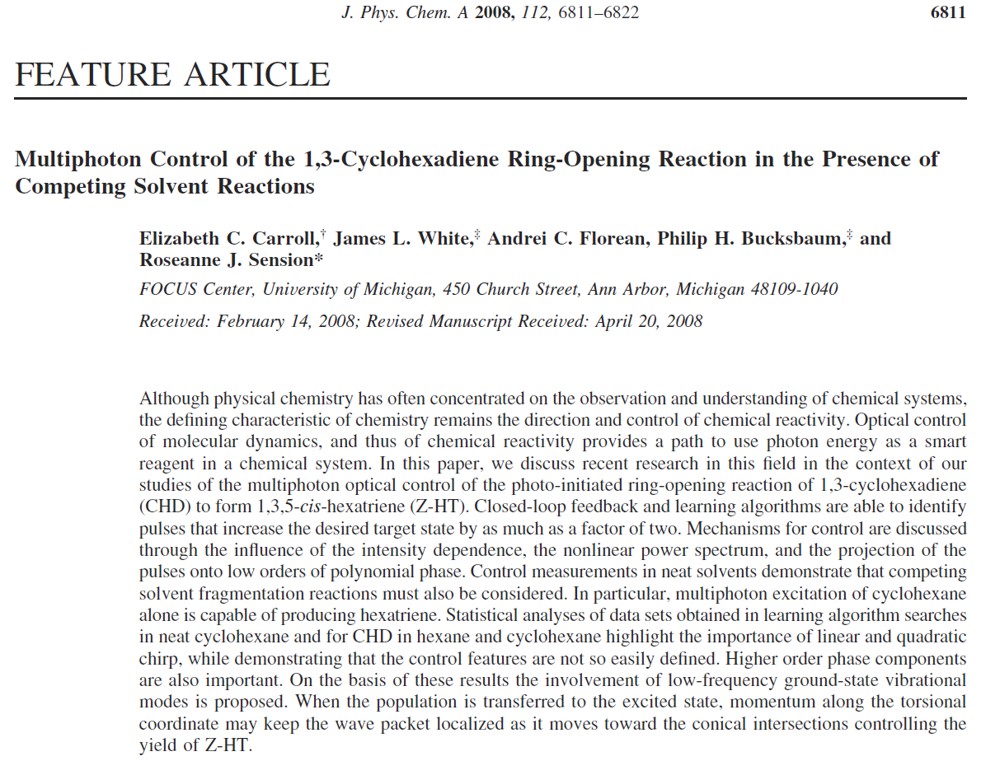 J. Phys. Chem. A 2008, 112, 6811–6822 6811
FEATURE ARTICLE
Multiphoton Control of the 1,3-Cyclohexadiene Ring-Opening Reaction in the Presence of
Competing Solvent Reactions
Elizabeth C. Carroll,† James L. White,‡ Andrei C. Florean, Philip H. Bucksbaum,‡ and
Roseanne J. Sension*
FOCUS Center, University of Michigan, 450 Church Street, Ann Arbor, Michigan 48109-1040
Received: February 14, 2008; Revised Manuscript Received: April 20, 2008
Although physical chemistry has often concentrated on the observation and understanding of chemical systems,
the defining characteristic of chemistry remains the direction and control of chemical reactivity. Optical control
of molecular dynamics, and thus of chemical reactivity provides a path to use photon energy as a smart
reagent in a chemical system. In this paper, we discuss recent research in this field in the context of our
studies of the multiphoton optical control of the photo-initiated ring-opening reaction of 1,3-cyclohexadiene
(CHD) to form 1,3,5-cis-hexatriene (Z-HT). Closed-loop feedback and learning algorithms are able to identify
pulses that increase the desired target state by as much as a factor of two. Mechanisms for control are discussed
through the influence of the intensity dependence, the nonlinear power spectrum, and the projection of the
pulses onto low orders of polynomial phase. Control measurements in neat solvents demonstrate that competing
solvent fragmentation reactions must also be considered. In particular, multiphoton excitation of cyclohexane
alone is capable of producing hexatriene. Statistical analyses of data sets obtained in learning algorithm searches
in neat cyclohexane and for CHD in hexane and cyclohexane highlight the importance of linear and quadratic
chirp, while demonstrating that the control features are not so easily defined. Higher order phase components
are also important. On the basis of these results the involvement of low-frequency ground-state vibrational
modes is proposed. When the population is transferred to the excited state, momentum along the torsional
coordinate may keep the wave packet localized as it moves toward the conical intersections controlling the
yield of Z-HT.